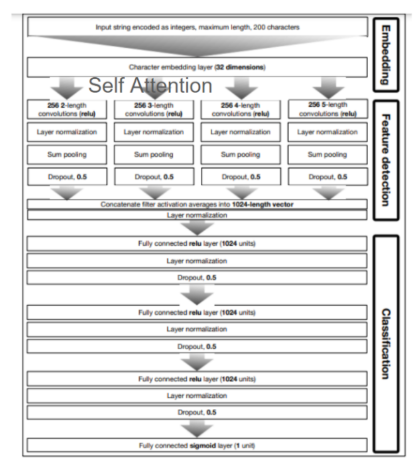 Input string encoded as integers, maximum length, 200 characters
Embedding
Character embedding layer (32 dimensions)
Self Attention
256 2-length
convolutions (relu)
Layer normalization
Sum pooling
Dropout, 0.5
256 3-length
convolutions (relu)
Layer normalization
Sum pooling
Dropout, 0.5
256 4-length
convolutions (relu)
Layer normalization
Sum pooling
Dropout, 0.5
256 5-length
convolutions (relu)
Layer normalization
Sum pooling
Dropout, 0.5
Feature detection
Concatenate filter activation averages into 1024-length vector
Layer normalization
Fully connected relu layer (1024 units)
Layer normalization
Dropout, 0.5
Fully connected relu layer (1024 units)
Layer normalization
Dropout, 0.5
Fully connected relu layer (1024 units)
Layer normalization
Dropout, 0.5
Fully connected sigmoid layer (1 unit)
Classification